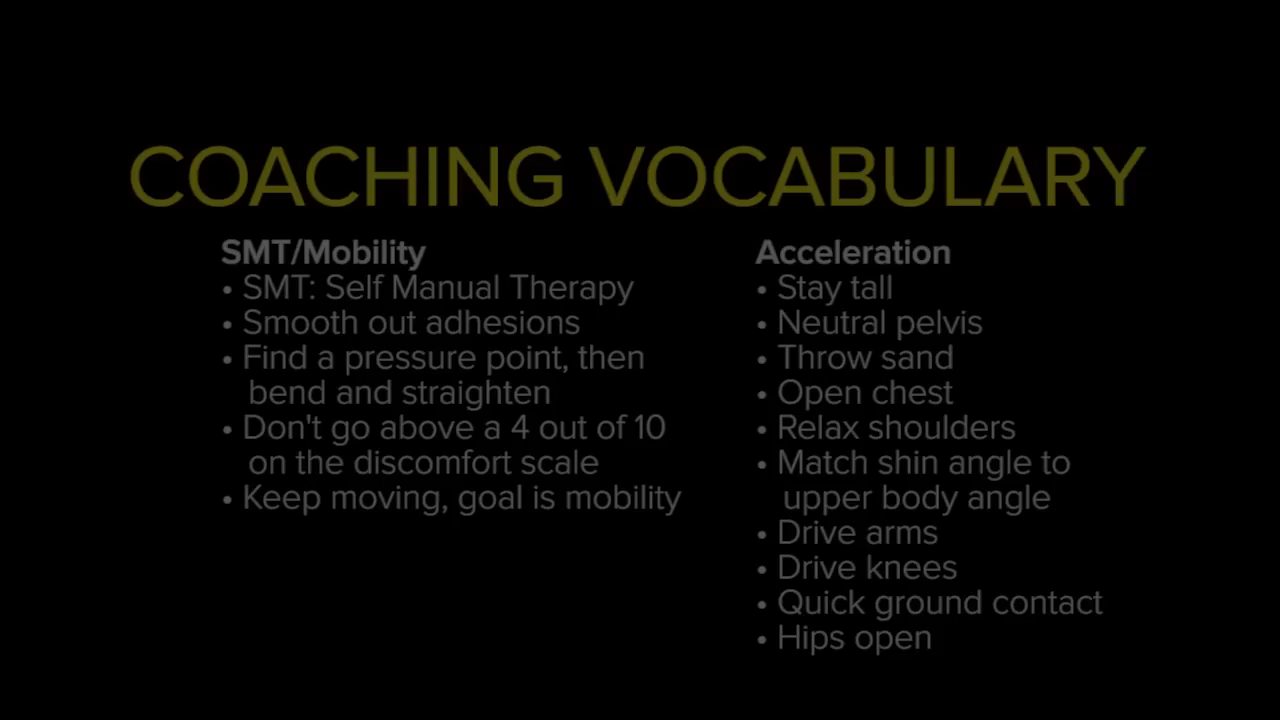 COACHING VOCABULARY
SMT/Mobility
• SMT: Self Manual Therapy
• Smooth out adhesions
• Find a pressure point, then
bend and straighten
• Don't go above a 4 out of 10
on the discomfort scale
• Keep moving, goal is mobility
Acceleration
• Stay tall
• Neutral pelvis
• Throw sand
• Open chest
• Relax shoulders
• Match shin angle to
upper body angle
• Drive arms
• Drive knees
• Quick ground contact
• Hips open